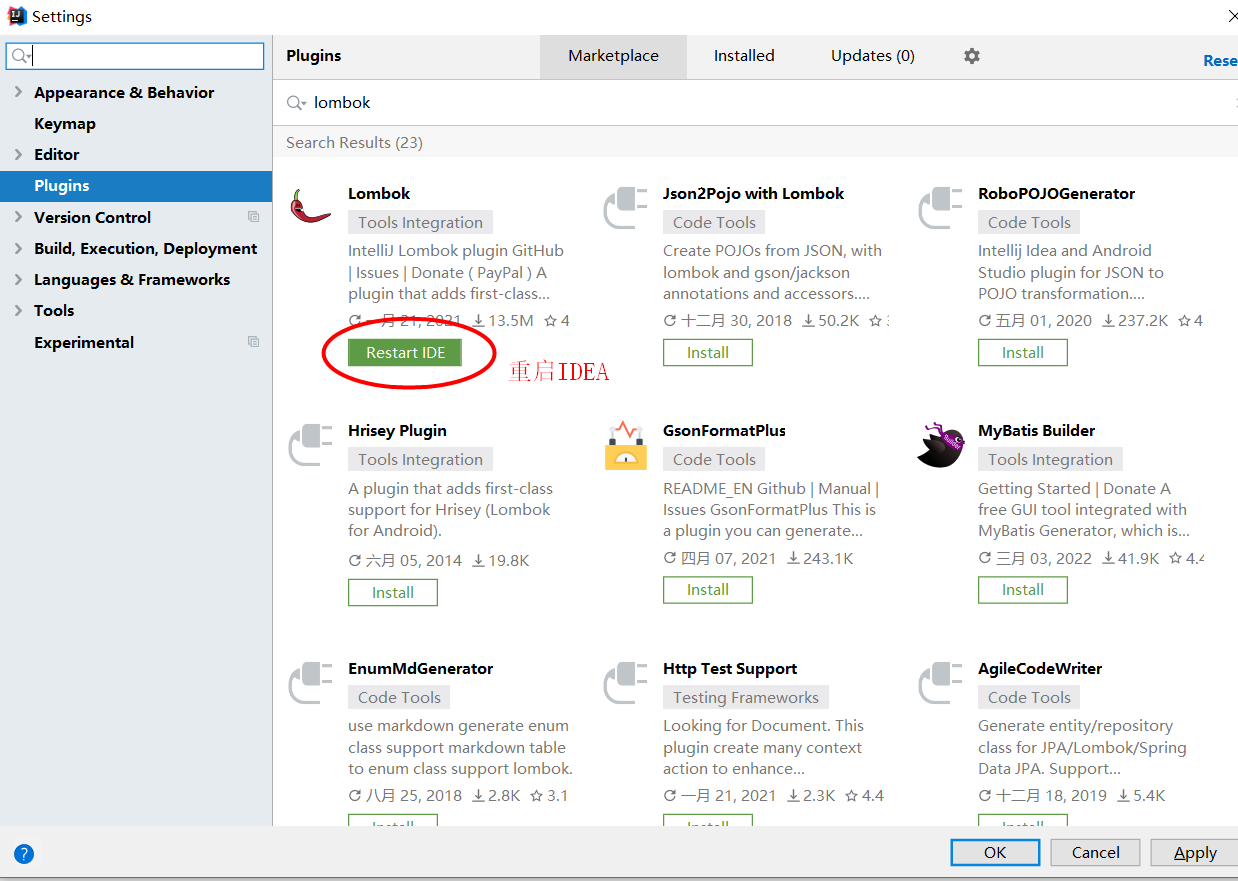 Settings
Plugins
Marketplace
Installed
Updates (0)
Rese
Appearance & Behavior
Keymap
Editor
Plugins
Version Control
Build, Execution, Deployment
Languages & Frameworks
Tools
Experimental
lombok
Search Results (23)
Lombok
Tools Integration
IntelliJ Lombok plugin GitHub
| Issues | Donate ( PayPal ) A
plugin that adds first-class...
一月 21, 2021 13.5M 4
Restart IDE
重启IDEA
Json2Pojo with Lombok
Code Tools
Create POJOs from JSON, with
lombok and gson/jackson
annotations and accessors....
十二月 30, 2018 50.2K
Install
RoboPOJOGenerator
Code Tools
Intellij Idea and Android
Studio plugin for JSON to
POJO transformation....
五月 01, 2020 237.2K 4
Install
Hrisey Plugin
Tools Integration
A plugin that adds first-class
support for Hrisey (Lombok
for Android).
六月 05, 2014 19.8K
Install
GsonFormatPlus
Code Tools
README_EN Github | Manual |
Issues GsonFormatPlus This is
a plugin you can generate...
四月 07, 2021 243.1K
Install
MyBatis Builder
Tools Integration
Getting Started | Donate A
free GUI tool integrated with
MyBatis Generator, which is...
三月 03, 2022 41.9K 4.4
Install
EnumMdGenerator
Code Tools
use markdown generate enum
class support markdown table
to enum class support lombok.
八月 25, 2018 2.8K 3.1
Install
Http Test Support
Testing Frameworks
Looking for Document. This
plugin create many context
action to enhance...
一月 21, 2021 2.3K 4.4
Install
AgileCodeWriter
Code Tools
Generate entity/repository
class for JPA/Lombok/Spring
Data JPA. Support...
十二月 18, 2019 5.4K
Install
?
OK
Cancel
Apply